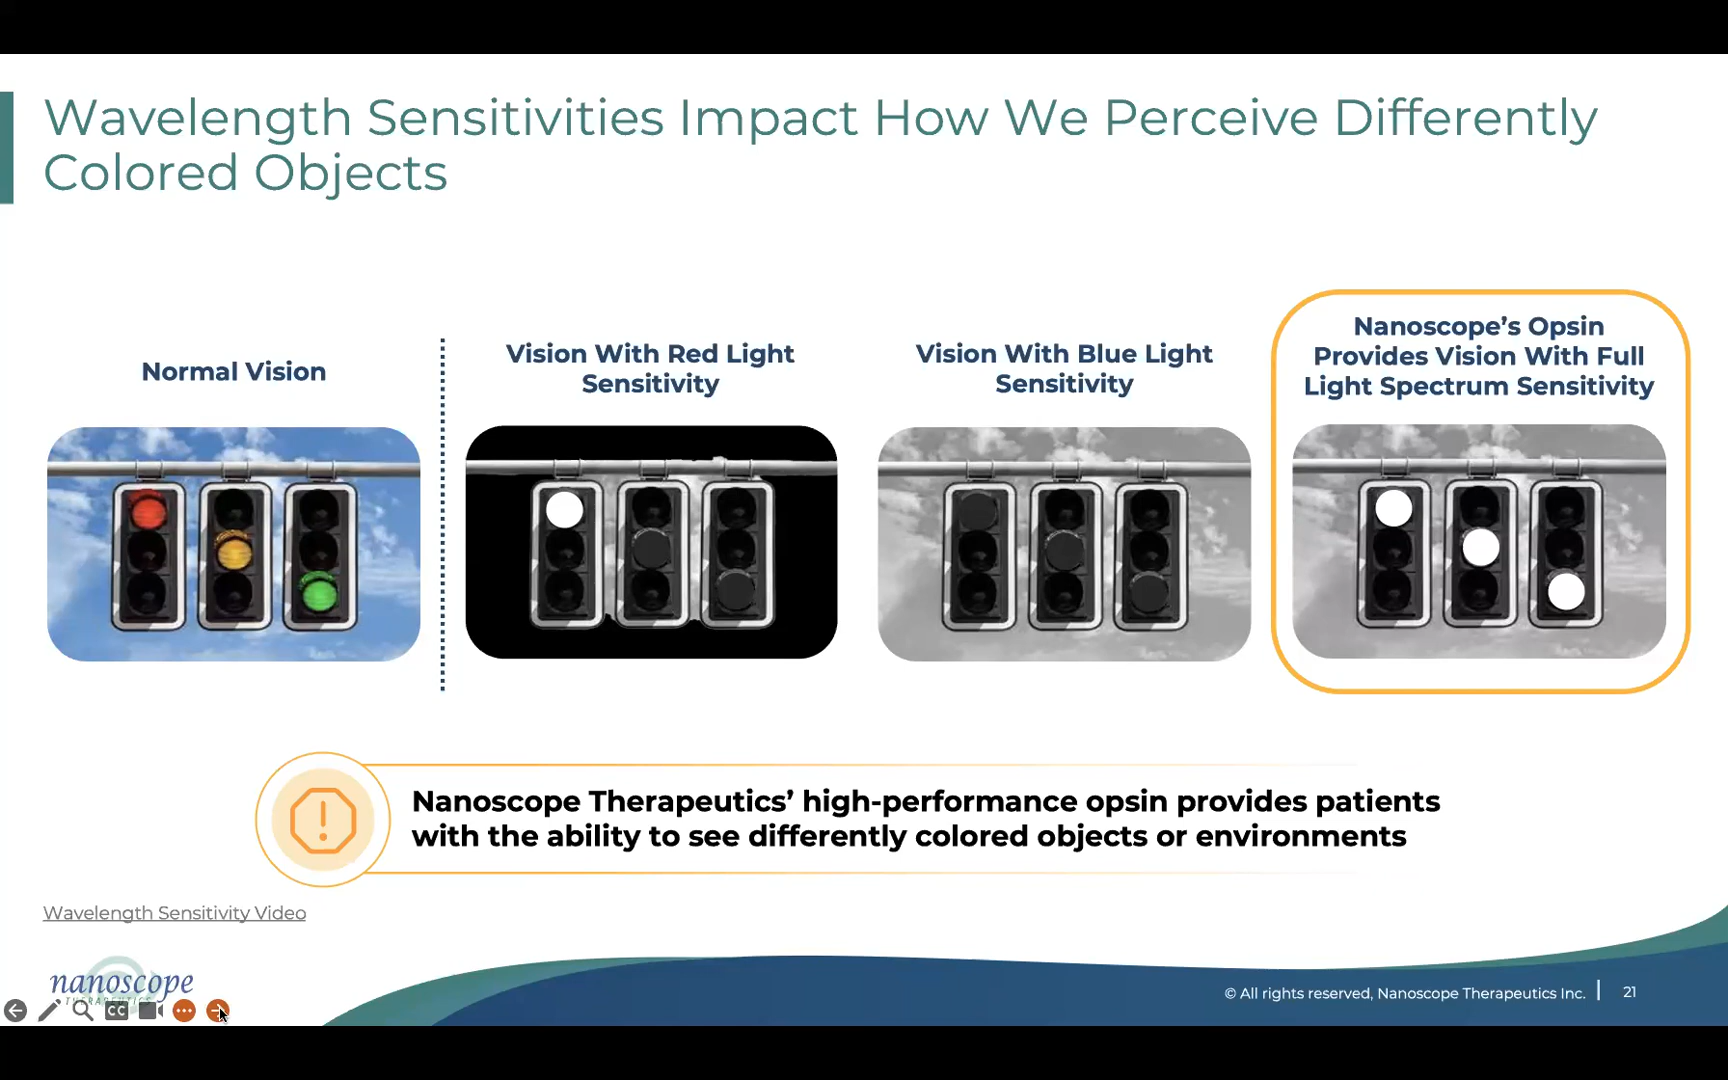 Wavelength Sensitivities Impact How We Perceive Differently
Colored Objects
Normal Vision
Vision With Red Light
Sensitivity
Vision With Blue Light
Sensitivity
Nanoscope’s Opsin
Provides Vision With Full
Light Spectrum Sensitivity
Nanoscope Therapeutics’ high-performance opsin provides patients
with the ability to see differently colored objects or environments
Wavelength Sensitivity Video
nanoscope
THERAPEUTICS
CC
© All rights reserved, Nanoscope Therapeutics Inc.
21